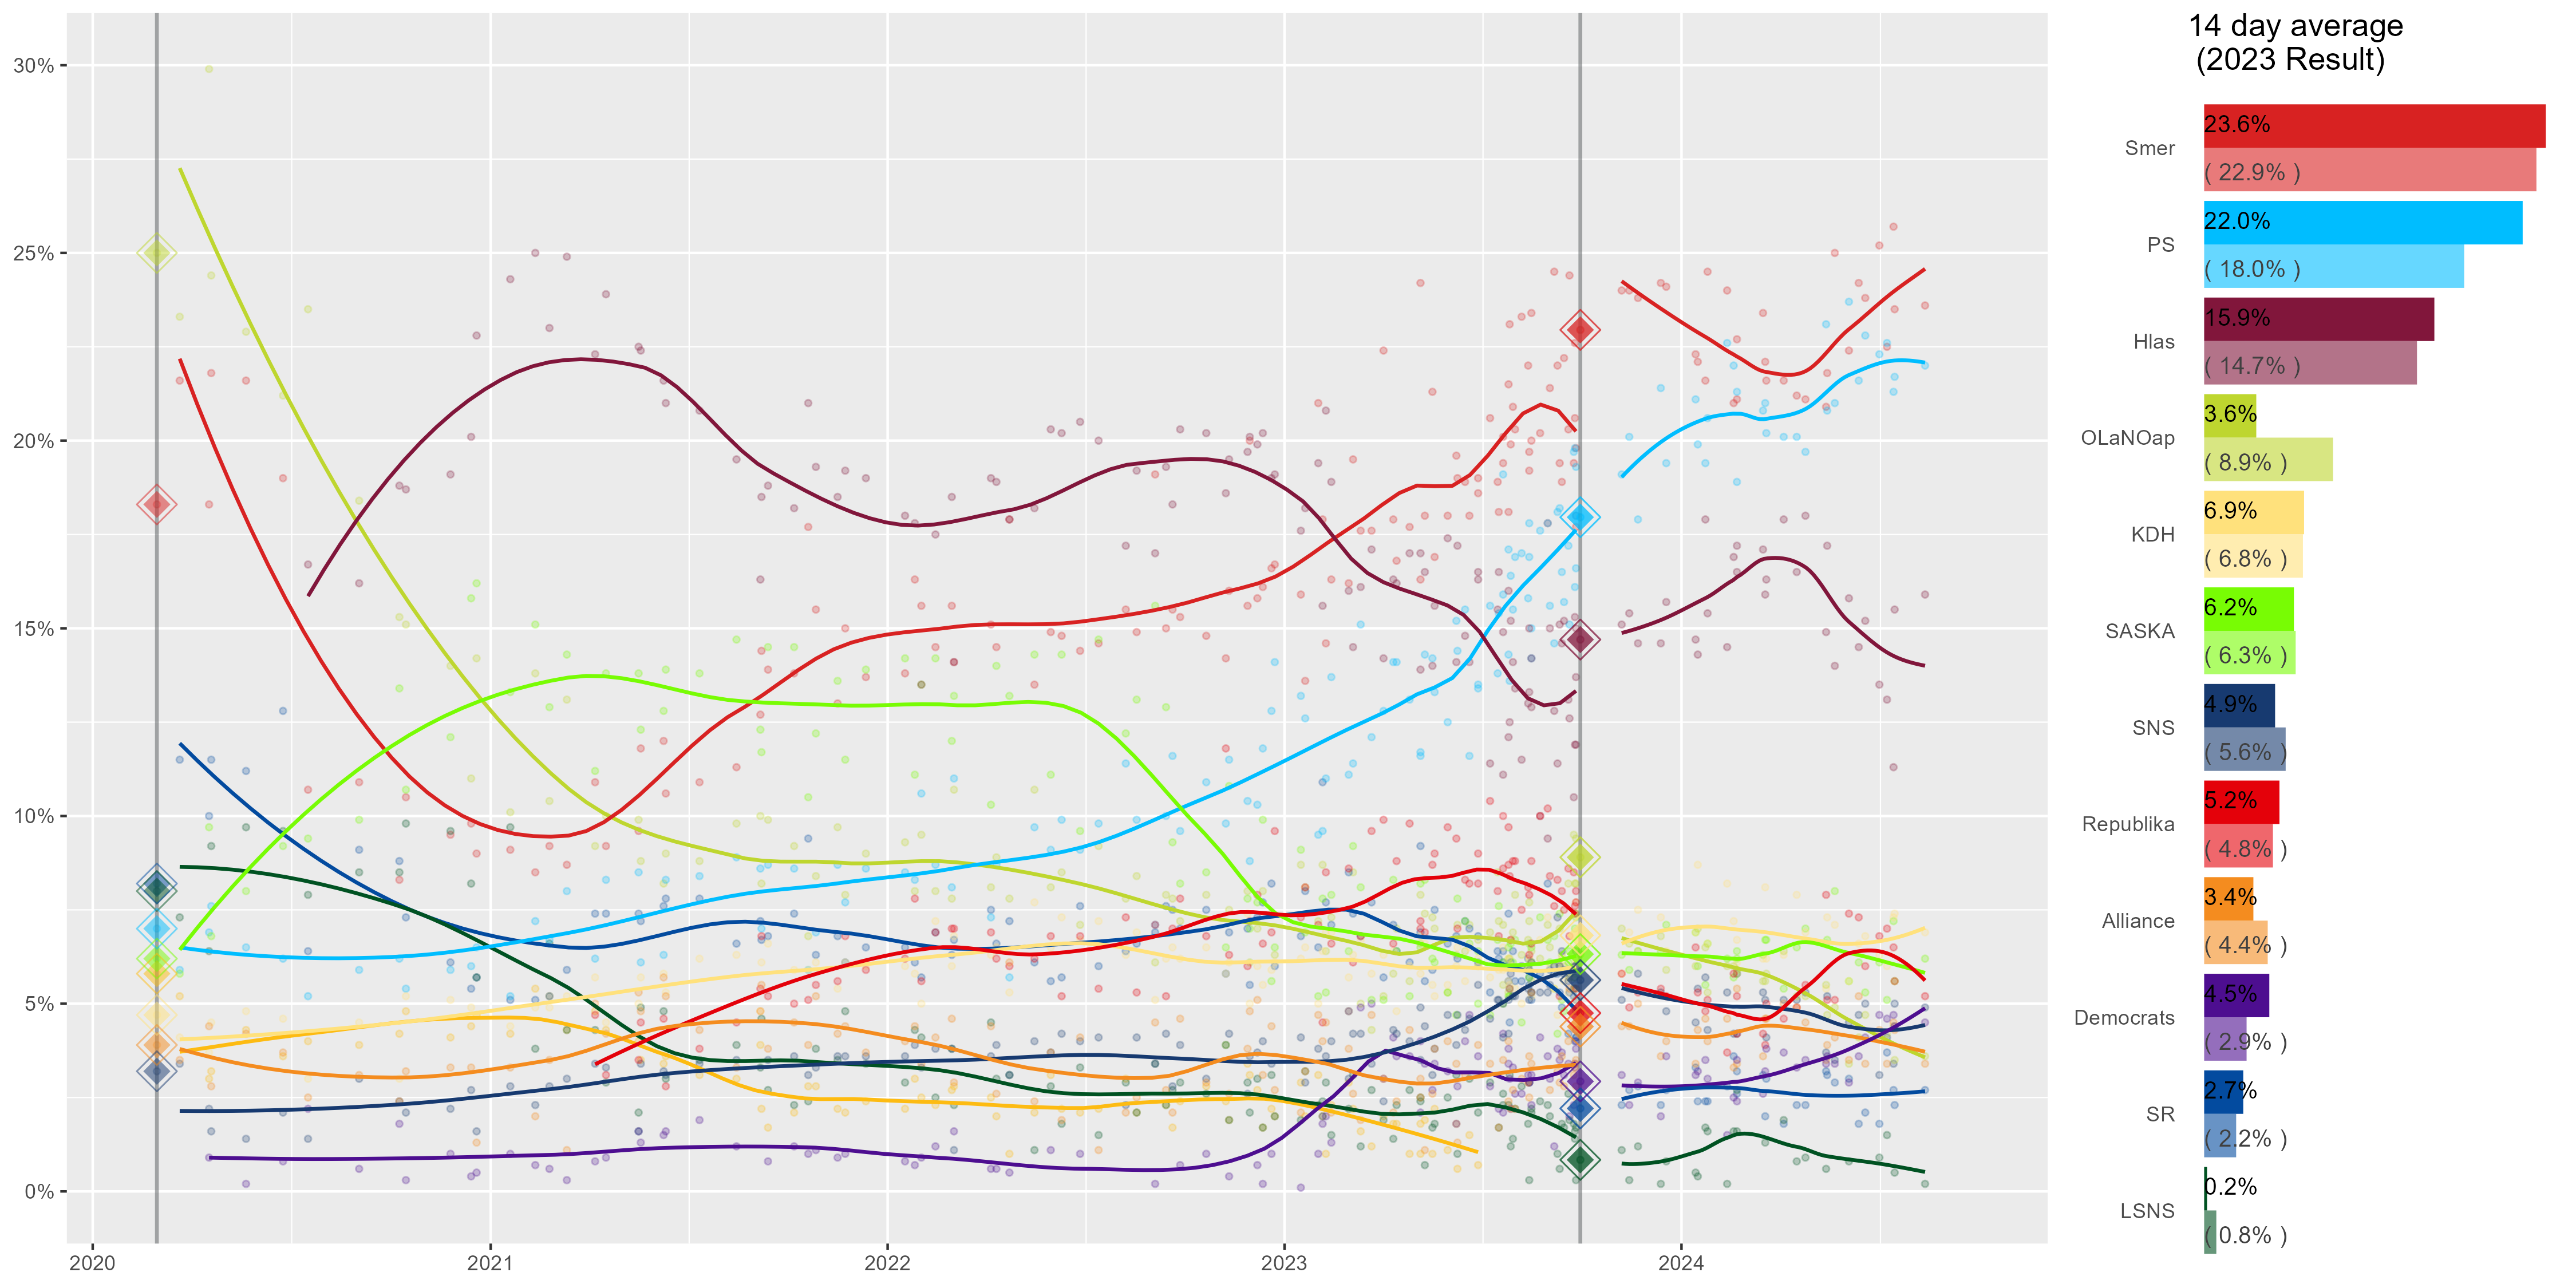 30%
25%
20%
15%
10%
5%
0%
2020
2021
2022
2023
2024
14 day average
(2023 Result)
Smer
23.6%
( 22.9% )
PS
22.0%
( 18.0% )
Hlas
15.9%
( 14.7% )
OLaNOap
3.6%
( 8.9% )
KDH
6.9%
( 6.8% )
SASKA
6.2%
( 6.3% )
SNS
4.9%
( 5.6% )
Republika
5.2%
( 4.8% )
Alliance
3.4%
( 4.4% )
Democrats
4.5%
( 2.9% )
SR
2.7%
( 2.2% )
LSNS
0.2%
( 0.8% )